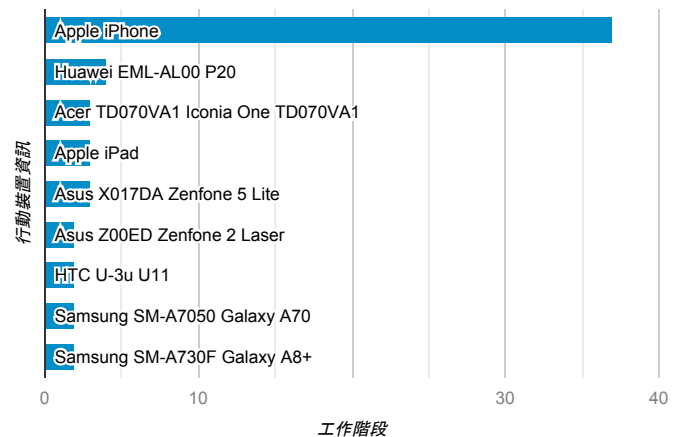 Apple iPhone
Huawei EML-AL00 P20
Acer TD070VA1 Iconia One TD070VA1
Apple iPad
Asus X017DA Zenfone 5 Lite
Asus Z00ED Zenfone 2 Laser
HTC U-3u U11
Samsung SM-A7050 Galaxy A70
Samsung SM-A730F Galaxy A8+
行動裝置資訊
0 10 30 40
工作階段